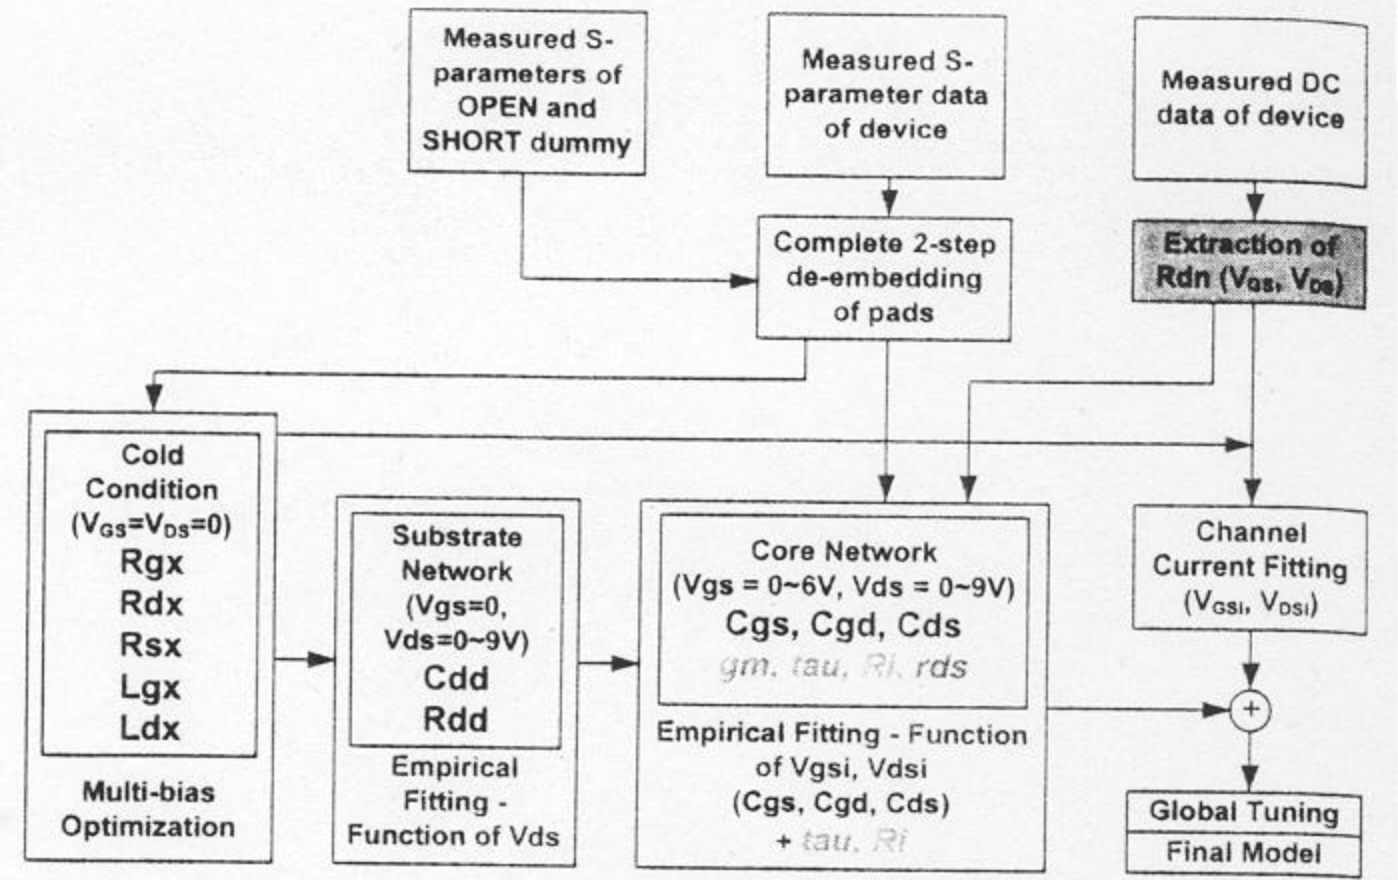 Measured S-
parameters of
OPEN and
SHORT dummy
Measured S-
parameter data
of device
Measured DC
data of device
Complete 2-step
de-embedding
of pads
Extraction of
Rdn (VGS, VDS)
Cold
Condition
(VGS=VDS=0)
Rgx
Rdx
Rsx
Lgx
Ldx
Multi-bias
Optimization
Substrate
Network
(Vgs=0,
Vds=0~9V)
Cdd
Rdd
Empirical
Fitting -
Function of Vds
Core Network
(Vgs = 0~6V, Vds = 0~9V)
Cgs, Cgd, Cds
gm, tau, Ri, rds
Empirical Fitting - Function
of Vgsi, Vdsi
(Cgs, Cgd, Cds)
+ tau, Ri
Channel
Current Fitting
(VGSI, VDSI)
+
Global Tuning
Final Model